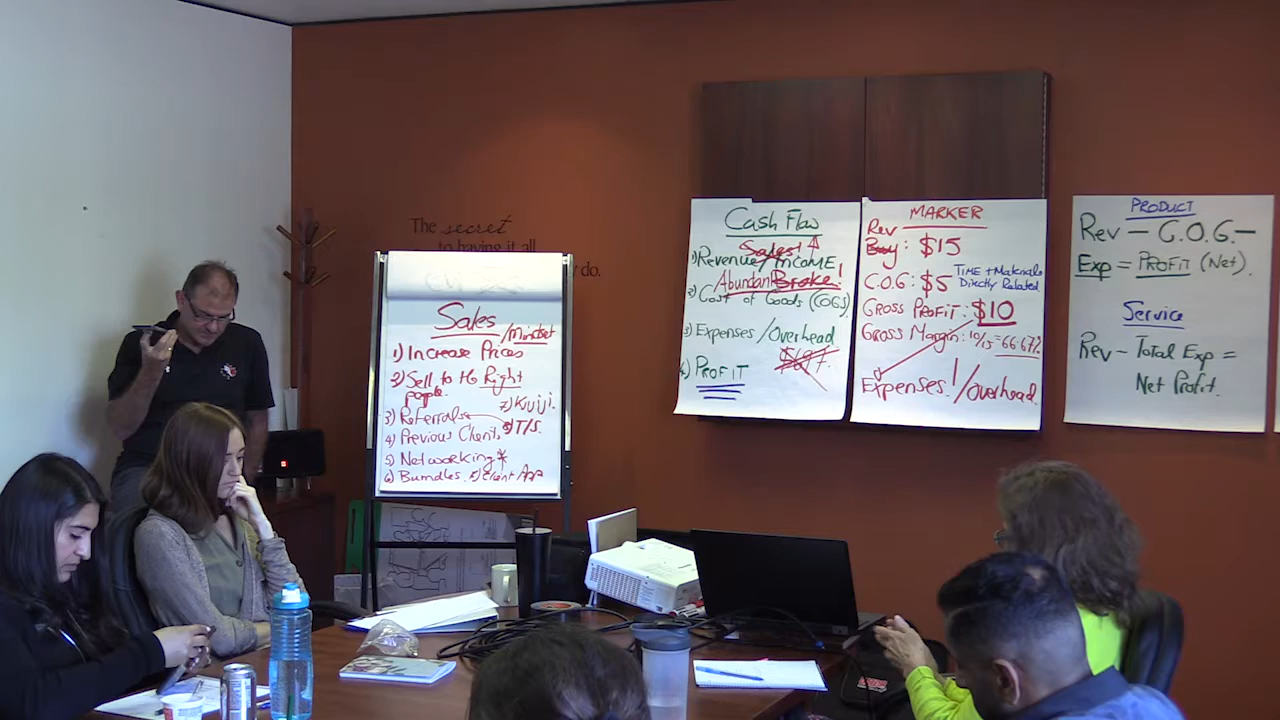 The secret
to having it all
do.
Sales
/Mindset
1) Increase Prices
2) Sell to the Right
people.
7) Kijiji.
3) Referrals
8) T/S.
4) Previous Clients
5) Networking *
6) Bundles.
Client App
Cash Flow
Sales!
1) Revenue/Income
Abundant Broke!
2) Cost of Goods (COGS)
3) Expenses/Overhead
4) PROFIT
MARKER
Rev
Buy: $15
C.O.G: $5
TIME + Materials
Directly Related
GROSS PROFIT: $10
GROSS MARGIN: 10/15 = 66.67%
Expenses!/Overhead.
PRODUCT
Rev - C.O.G. -
Exp = PROFIT (Net).
Service
Rev - Total Exp =
Net Profit.